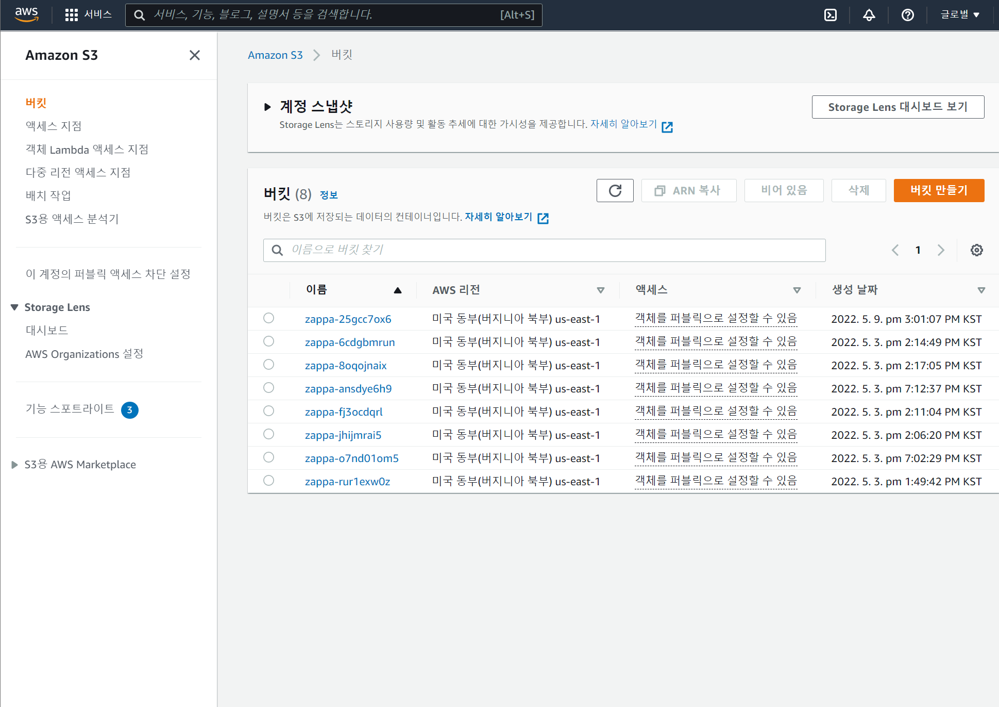 aws 서비스 서비스, 기능, 블로그, 설명서 등을 검색합니다. [Alt+S] 글로벌
Amazon S3
버킷
액세스 지점
객체 Lambda 액세스 지점
다중 리전 액세스 지점
배치 작업
S3용 액세스 분석기
이 계정의 퍼블릭 액세스 차단 설정
Storage Lens
대시보드
AWS Organizations 설정
기능 스포트라이트 3
S3용 AWS Marketplace
Amazon S3 버킷
계정 스냅샷
Storage Lens 대시보드 보기
Storage Lens는 스토리지 사용량 및 활동 추세에 대한 가시성을 제공합니다. 자세히 알아보기
버킷 (8) 정보
ARN 복사 비어 있음 삭제 버킷 만들기
버킷은 S3에 저장되는 데이터의 컨테이너입니다. 자세히 알아보기
이름으로 버킷 찾기 1
이름 AWS 리전 액세스 생성 날짜
zappa-25gcc7ox6 미국 동부(버지니아 북부) us-east-1 객체를 퍼블릭으로 설정할 수 있음 2022. 5. 9. pm 3:01:07 PM KST
zappa-6cdgbmrun 미국 동부(버지니아 북부) us-east-1 객체를 퍼블릭으로 설정할 수 있음 2022. 5. 3. pm 2:14:49 PM KST
zappa-8oqojnaix 미국 동부(버지니아 북부) us-east-1 객체를 퍼블릭으로 설정할 수 있음 2022. 5. 3. pm 2:17:05 PM KST
zappa-ansdye6h9 미국 동부(버지니아 북부) us-east-1 객체를 퍼블릭으로 설정할 수 있음 2022. 5. 3. pm 7:12:37 PM KST
zappa-fj3ocdqrl 미국 동부(버지니아 북부) us-east-1 객체를 퍼블릭으로 설정할 수 있음 2022. 5. 3. pm 2:11:04 PM KST
zappa-jhijmrai5 미국 동부(버지니아 북부) us-east-1 객체를 퍼블릭으로 설정할 수 있음 2022. 5. 3. pm 2:06:20 PM KST
zappa-o7nd01om5 미국 동부(버지니아 북부) us-east-1 객체를 퍼블릭으로 설정할 수 있음 2022. 5. 3. pm 7:02:29 PM KST
zappa-rur1exw0z 미국 동부(버지니아 북부) us-east-1 객체를 퍼블릭으로 설정할 수 있음 2022. 5. 3. pm 1:49:42 PM KST